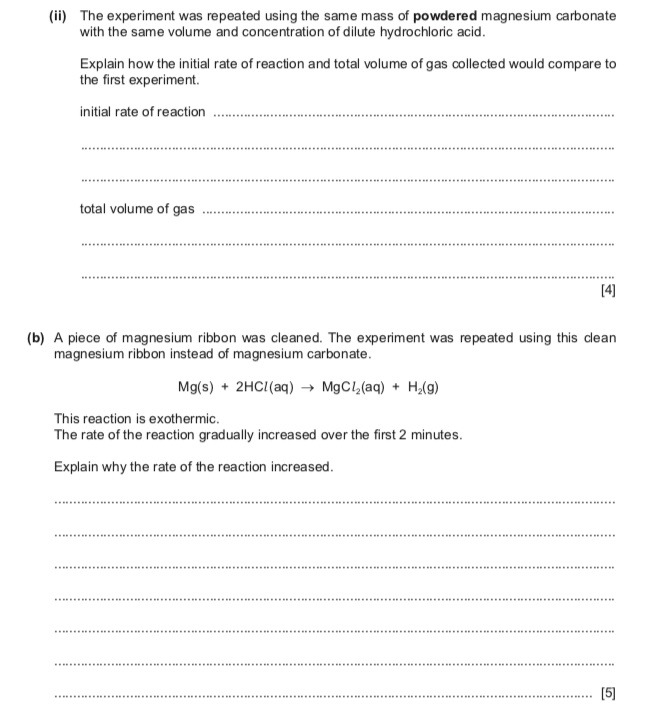 (ii) The experiment was repeated using the same mass of powdered magnesium carbonate
with the same volume and concentration of dilute hydrochloric acid.
Explain how the initial rate of reaction and total volume of gas collected would compare to
the first experiment.
initial rate of reaction
total volume of gas
[4]
(b) A piece of magnesium ribbon was cleaned. The experiment was repeated using this clean
magnesium ribbon instead of magnesium carbonate.
Mg(s) + 2HCl(aq) → MgCl₂(aq) + H₂(g)
This reaction is exothermic.
The rate of the reaction gradually increased over the first 2 minutes.
Explain why the rate of the reaction increased.
[5]